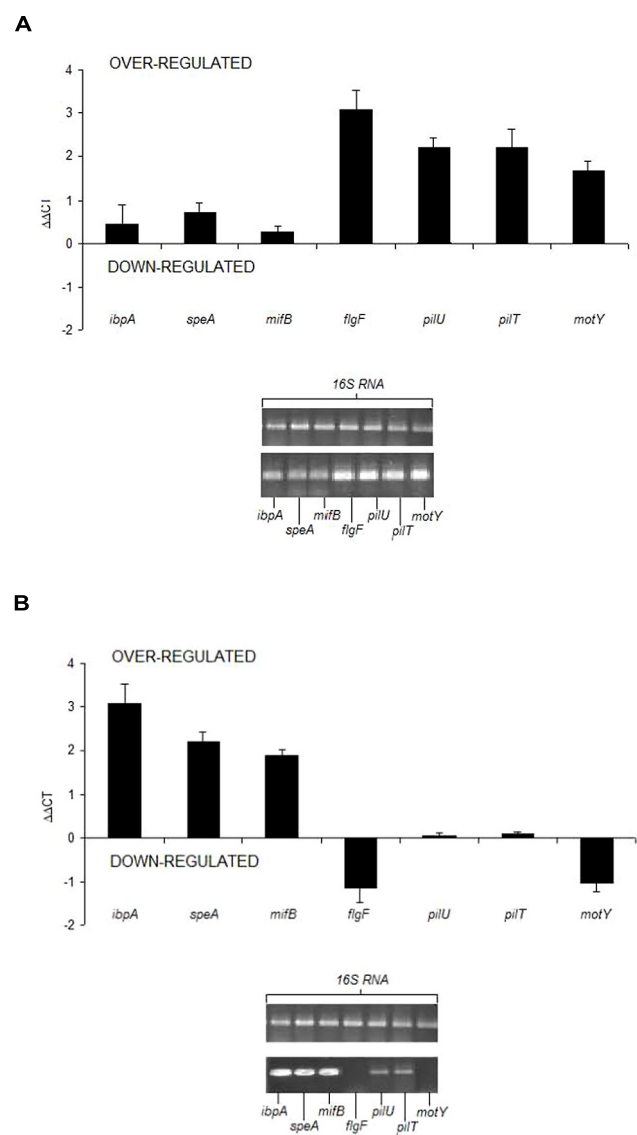 A
OVER-REGULATED
4
3
2
1
0
-1
-2
ΔΔCT
DOWN-REGULATED
ibpA speA mifB flgF pilU pilT motY
16S RNA
ibpA mifB pilU motY
speA flgF pilT
B
OVER-REGULATED
4
3
2
1
0
-1
-2
ΔΔCT
DOWN-REGULATED
ibpA speA mifB flgF pilU pilT motY
16S RNA
ibpA mifB pilU motY
speA flgF pilT